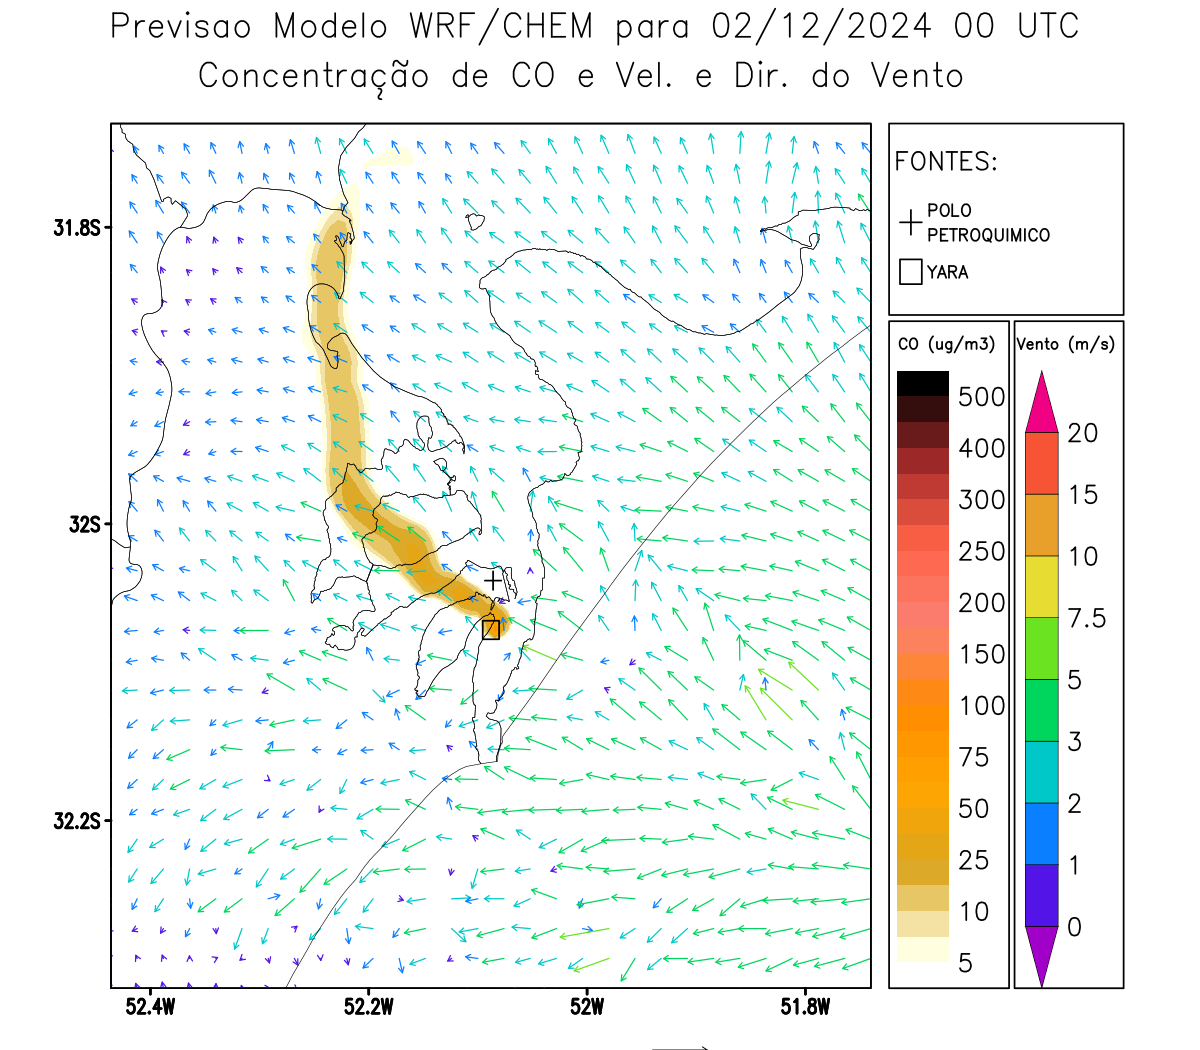 Previsao Modelo WRF/CHEM para 02/12/2024 00 UTC
Concentração de CO e Vel. e Dir. do Vento
FONTES:
POLO
PETROQUIMICO
YARA
CO (ug/m3)
500
400
300
250
200
150
100
75
50
25
10
5
Vento (m/s)
20
15
10
7.5
5
3
2
1
0
31.8S
32S
32.2S
52.4W
52.2W
52W
51.8W